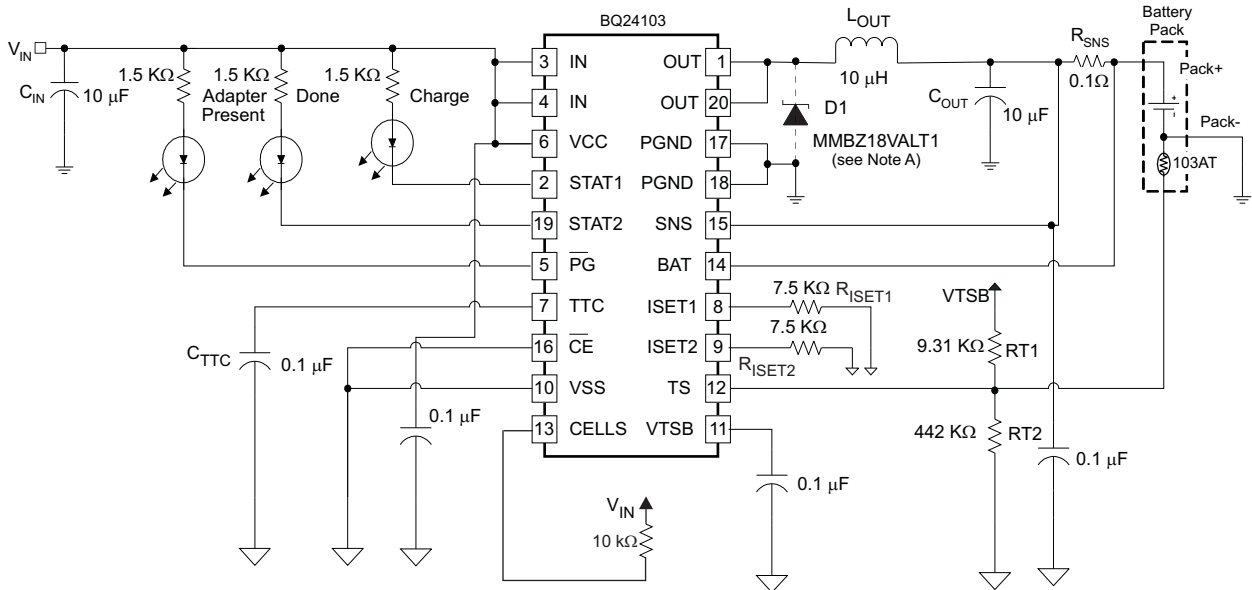 BQ24103
V_IN
C_IN
10 μF
1.5 KΩ
Adapter
Present
1.5 KΩ
Done
1.5 KΩ
Charge
3 IN
4 IN
6 VCC
2 STAT1
19 STAT2
5 P̅G̅
7 TTC
16 C̅E̅
10 VSS
13 CELLS
OUT 1
OUT 20
PGND 17
PGND 18
SNS 15
BAT 14
ISET1 8
ISET2 9
TS 12
VTSB 11
C_TTC
0.1 μF
0.1 μF
V_IN
10 kΩ
0.1 μF
L_OUT
10 μH
D1
MMBZ18VALT1
(see Note A)
C_OUT
10 μF
R_SNS
0.1Ω
Battery
Pack
Pack+
+
Pack-
103AT
7.5 KΩ R_ISET1
7.5 KΩ
R_ISET2
VTSB
9.31 KΩ
RT1
442 KΩ
RT2
0.1 μF